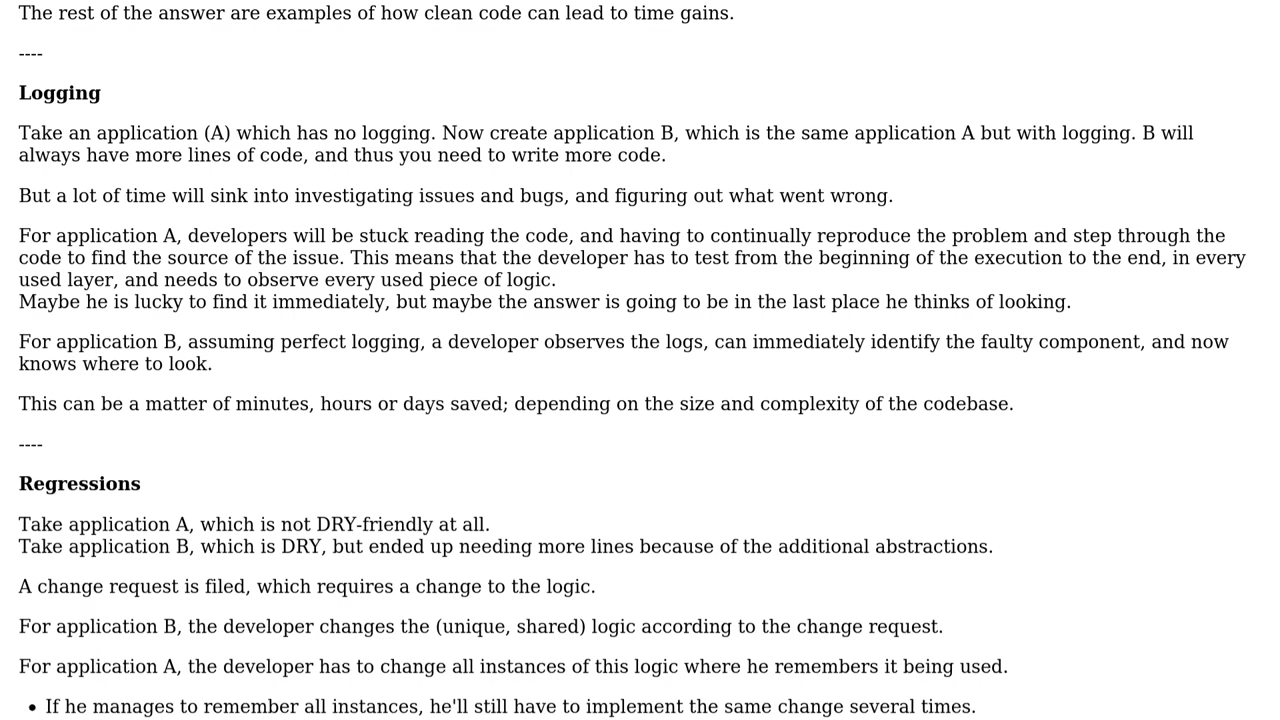 The rest of the answer are examples of how clean code can lead to time gains.
----
Logging
Take an application (A) which has no logging. Now create application B, which is the same application A but with logging. B will
always have more lines of code, and thus you need to write more code.
But a lot of time will sink into investigating issues and bugs, and figuring out what went wrong.
For application A, developers will be stuck reading the code, and having to continually reproduce the problem and step through the
code to find the source of the issue. This means that the developer has to test from the beginning of the execution to the end, in every
used layer, and needs to observe every used piece of logic.
Maybe he is lucky to find it immediately, but maybe the answer is going to be in the last place he thinks of looking.
For application B, assuming perfect logging, a developer observes the logs, can immediately identify the faulty component, and now
knows where to look.
This can be a matter of minutes, hours or days saved; depending on the size and complexity of the codebase.
----
Regressions
Take application A, which is not DRY-friendly at all.
Take application B, which is DRY, but ended up needing more lines because of the additional abstractions.
A change request is filed, which requires a change to the logic.
For application B, the developer changes the (unique, shared) logic according to the change request.
For application A, the developer has to change all instances of this logic where he remembers it being used.
• If he manages to remember all instances, he'll still have to implement the same change several times.